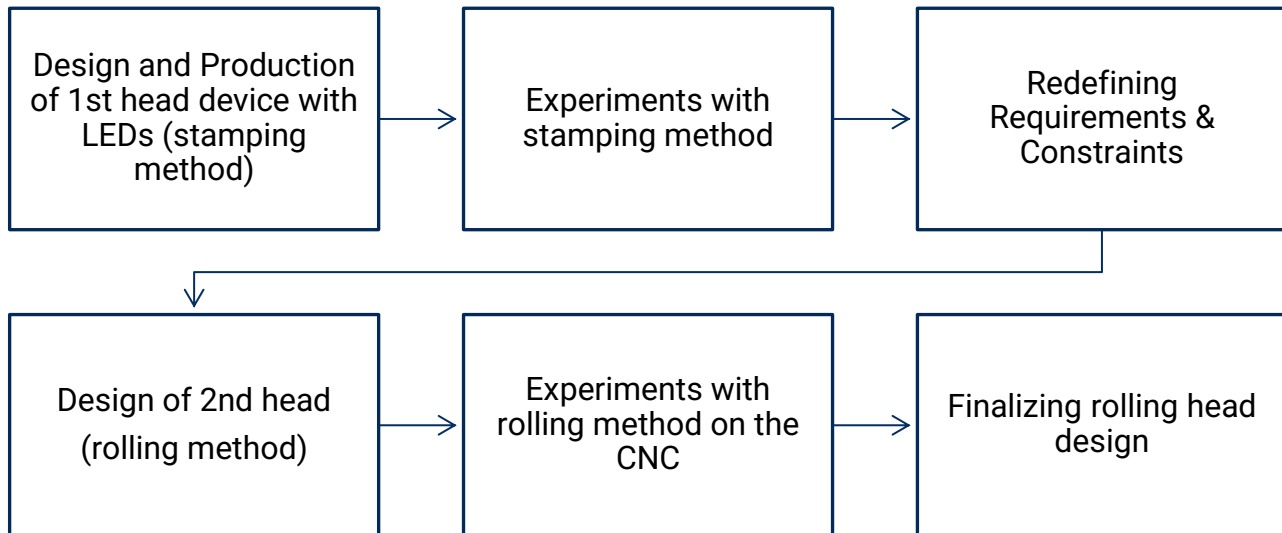 Design and Production
of 1st head device with
LEDs (stamping
method)
Experiments with
stamping method
Redefining
Requirements &
Constraints
Design of 2nd head
(rolling method)
Experiments with
rolling method on the
CNC
Finalizing rolling head
design